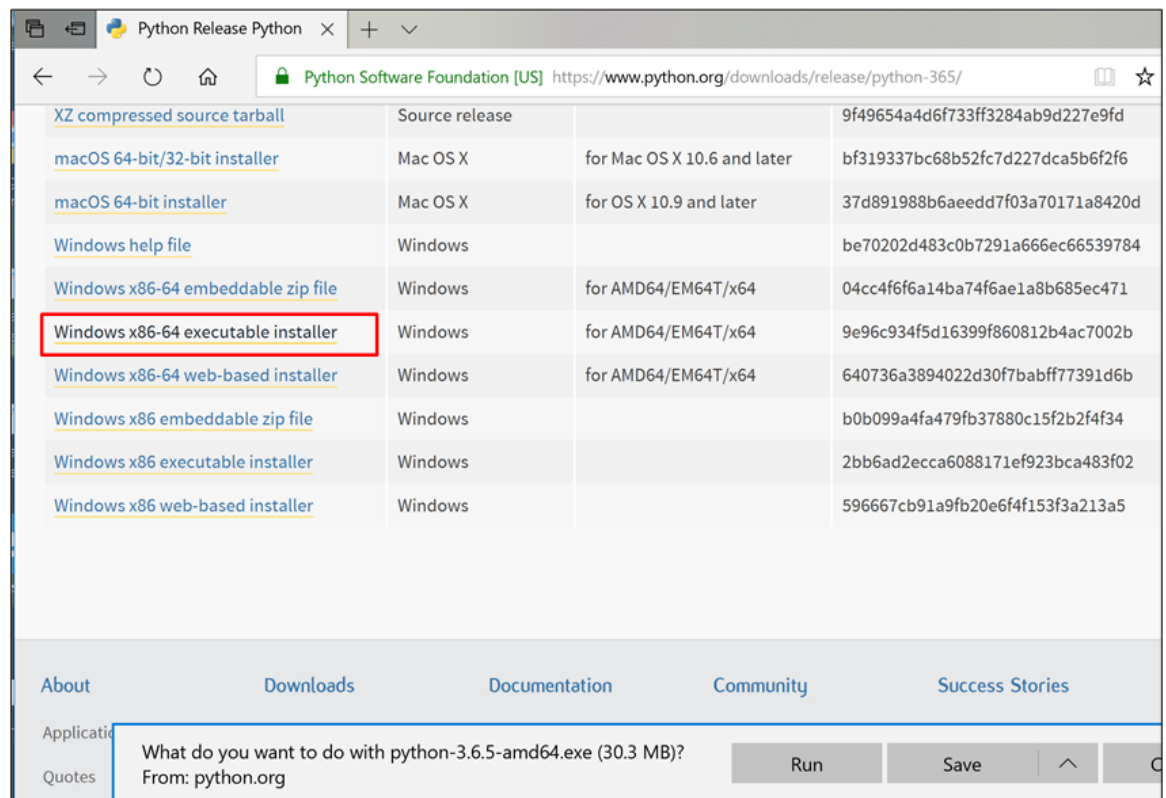 Python Release Python
Python Software Foundation [US] https://www.python.org/downloads/release/python-365/
XZ compressed source tarball Source release 9f49654a4d6f733ff3284ab9d227e9fd
macOS 64-bit/32-bit installer Mac OS X for Mac OS X 10.6 and later bf319337bc68b52fc7d227dca5b6f2f6
macOS 64-bit installer Mac OS X for OS X 10.9 and later 37d891988b6aeedd7f03a70171a8420d
Windows help file Windows be70202d483c0b7291a666ec66539784
Windows x86-64 embeddable zip file Windows for AMD64/EM64T/x64 04cc4f6f6a14ba74f6ae1a8b685ec471
Windows x86-64 executable installer Windows for AMD64/EM64T/x64 9e96c934f5d16399f860812b4ac7002b
Windows x86-64 web-based installer Windows for AMD64/EM64T/x64 640736a3894022d30f7babff77391d6b
Windows x86 embeddable zip file Windows b0b099a4fa479fb37880c15f2b2f4f34
Windows x86 executable installer Windows 2bb6ad2ecca6088171ef923bca483f02
Windows x86 web-based installer Windows 596667cb91a9fb20e6f4f153f3a213a5
About Downloads Documentation Community Success Stories
Applicatio
What do you want to do with python-3.6.5-amd64.exe (30.3 MB)?
Run Save
Quotes From: python.org